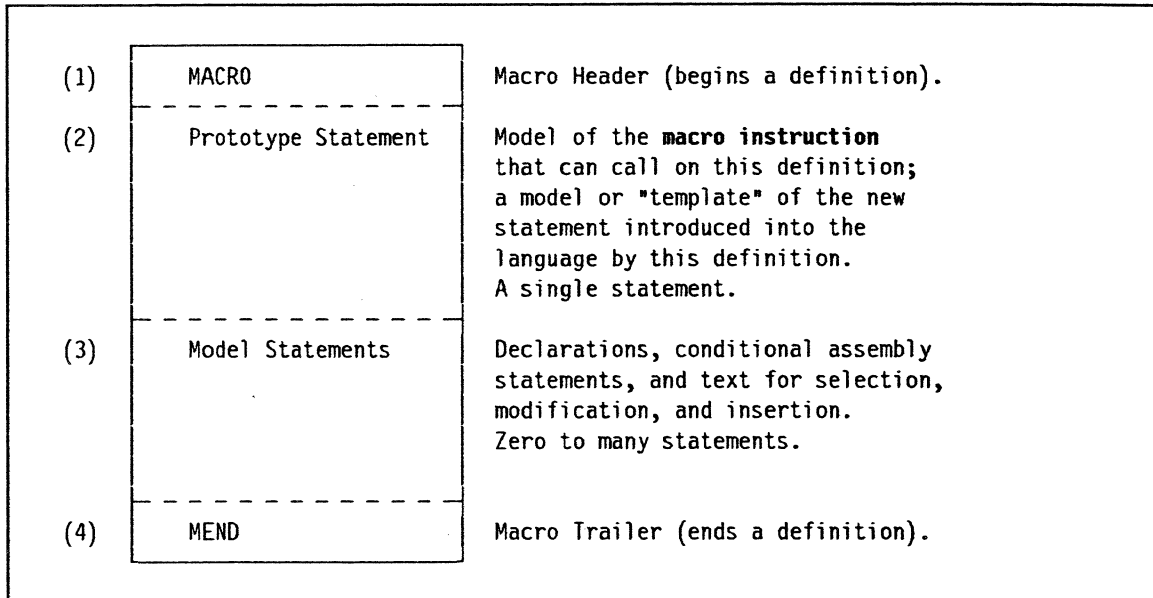 (1) MACRO Macro Header (begins a definition).
(2) Prototype Statement Model of the macro instruction
that can call on this definition;
a model or "template" of the new
statement introduced into the
language by this definition.
A single statement.
(3) Model Statements Declarations, conditional assembly
statements, and text for selection,
modification, and insertion.
Zero to many statements.
(4) MEND Macro Trailer (ends a definition).